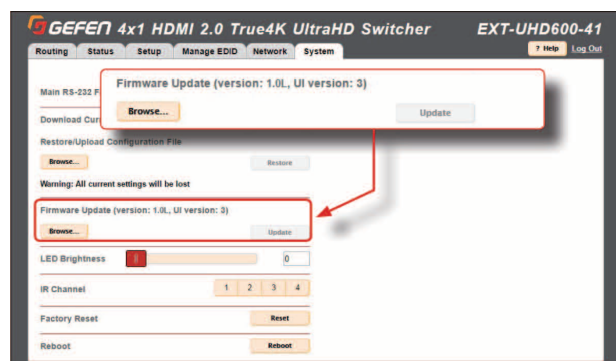 GEFEN 4x1 HDMI 2.0 True4K UltraHD Switcher EXT-UHD600-41
Routing Status Setup Manage EDID Network System ? Help Log Out
Firmware Update (version: 1.0L, UI version: 3)
Browse... Update
Main RS-232 F
Download Cur
Restore/Upload Configuration File
Browse... Restore
Warning: All current settings will be lost
Firmware Update (version: 1.0L, UI version: 3)
Browse... Update
LED Brightness 0
IR Channel 1 2 3 4
Factory Reset Reset
Reboot Reboot